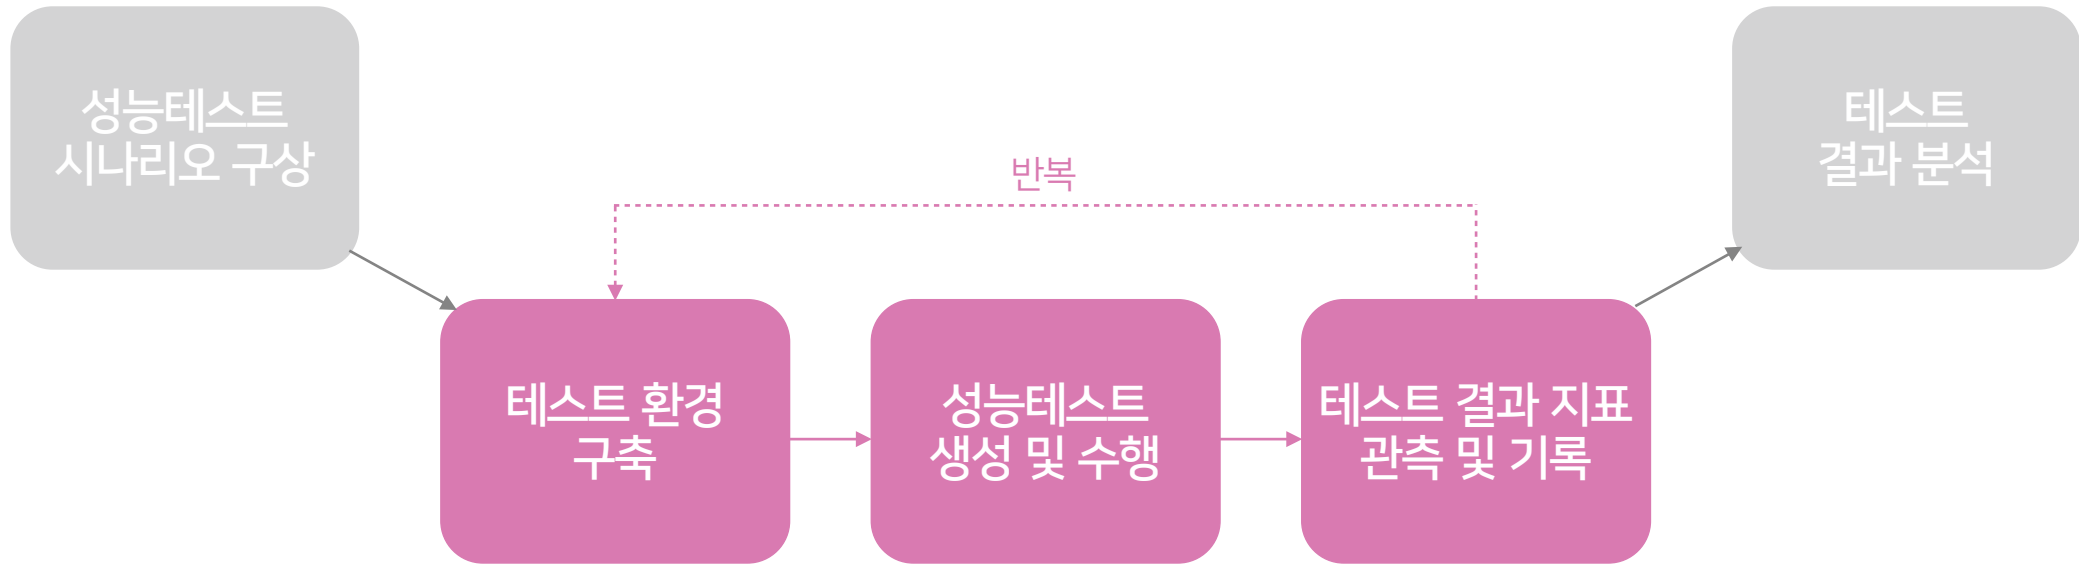 성능테스트
시나리오 구상
테스트
결과 분석
반복
테스트 환경
구축
성능테스트
생성 및 수행
테스트 결과 지표
관측 및 기록